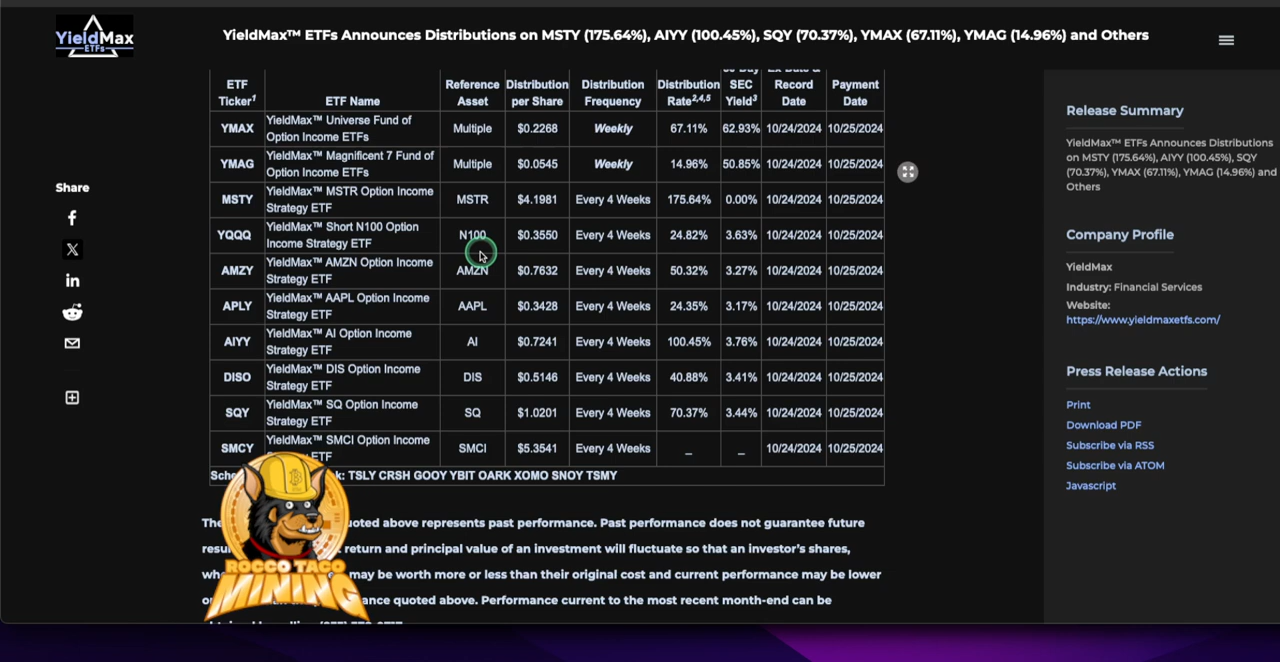 YieldMax
ETFs
YieldMax™ ETFs Announces Distributions on MSTY (175.64%), AIYY (100.45%), SQY (70.37%), YMAX (67.11%), YMAG (14.96%) and Others
ETF Ticker1 ETF Name Reference Asset Distribution per Share Distribution Frequency Distribution Rate2,4,5 SEC Yield3 Record Date Payment Date
YMAX YieldMax™ Universe Fund of Option Income ETFs Multiple $0.2268 Weekly 67.11% 62.93% 10/24/2024 10/25/2024
YMAG YieldMax™ Magnificent 7 Fund of Option Income ETFs Multiple $0.0545 Weekly 14.96% 50.85% 10/24/2024 10/25/2024
MSTY YieldMax™ MSTR Option Income Strategy ETF MSTR $4.1981 Every 4 Weeks 175.64% 0.00% 10/24/2024 10/25/2024
YQQQ YieldMax™ Short N100 Option Income Strategy ETF N100 $0.3550 Every 4 Weeks 24.82% 3.63% 10/24/2024 10/25/2024
AMZY YieldMax™ AMZN Option Income Strategy ETF AMZN $0.7632 Every 4 Weeks 50.32% 3.27% 10/24/2024 10/25/2024
APLY YieldMax™ AAPL Option Income Strategy ETF AAPL $0.3428 Every 4 Weeks 24.35% 3.17% 10/24/2024 10/25/2024
AIYY YieldMax™ AI Option Income Strategy ETF AI $0.7241 Every 4 Weeks 100.45% 3.76% 10/24/2024 10/25/2024
DISO YieldMax™ DIS Option Income Strategy ETF DIS $0.5146 Every 4 Weeks 40.88% 3.41% 10/24/2024 10/25/2024
SQY YieldMax™ SQ Option Income Strategy ETF SQ $1.0201 Every 4 Weeks 70.37% 3.44% 10/24/2024 10/25/2024
SMCY YieldMax™ SMCI Option Income ETF SMCI $5.3541 Every 4 Weeks _ _ 10/24/2024 10/25/2024
TSLY CRSH GOOY YBIT OARK XOMO SNOY TSMY
quoted above represents past performance. Past performance does not guarantee future
return and principal value of an investment will fluctuate so that an investor's shares,
may be worth more or less than their original cost and current performance may be lower
quoted above. Performance current to the most recent month-end can be
ROCCO TACO
MINING
Share
Release Summary
YieldMax™ ETFs Announces Distributions
on MSTY (175.64%), AIYY (100.45%), SQY
(70.37%), YMAX (67.11%), YMAG (14.96%) and
Others
Company Profile
YieldMax
Industry: Financial Services
Website:
https://www.yieldmaxetfs.com/
Press Release Actions
Print
Download PDF
Subscribe via RSS
Subscribe via ATOM
Javascript